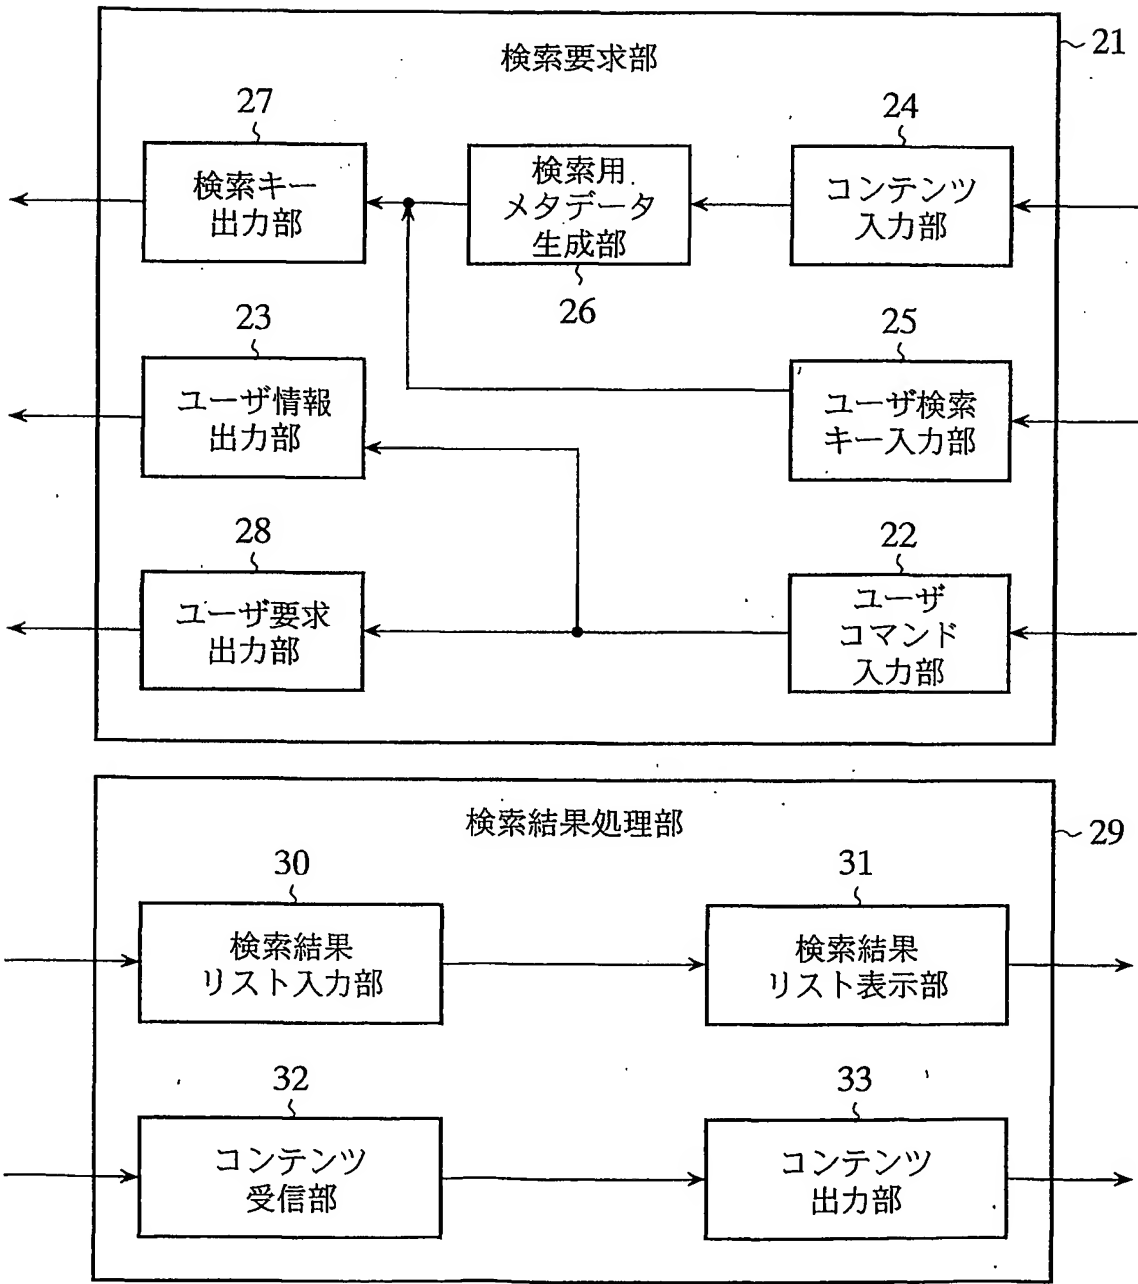 検索要求部
21
27
検索キー
出力部
検索用
メタデータ
生成部
26
24
コンテンツ
入力部
23
ユーザ情報
出力部
25
ユーザ検索
キー入力部
28
ユーザ要求
出力部
22
ユーザ
コマンド
入力部
検索結果処理部
29
30
検索結果
リスト入力部
31
検索結果
リスト表示部
32
コンテンツ
受信部
33
コンテンツ
出力部